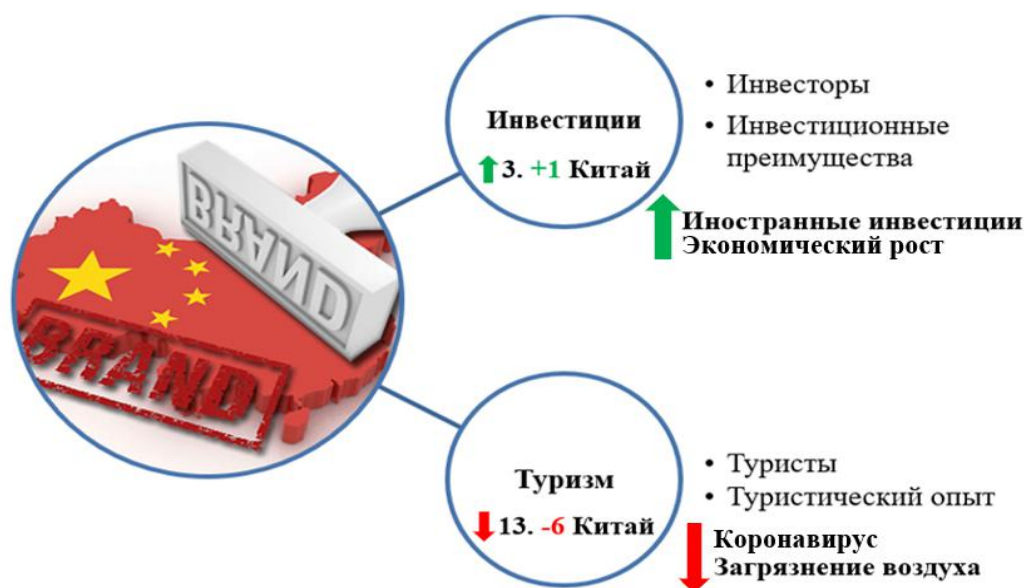 Инвестиции
3. +1 Китай
• Инвесторы
• Инвестиционные
преимущества
Иностранные инвестиции
Экономический рост
BRAND
BRAND
Туризм
13. -6 Китай
• Туристы
• Туристический опыт
Коронавирус
Загрязнение воздуха